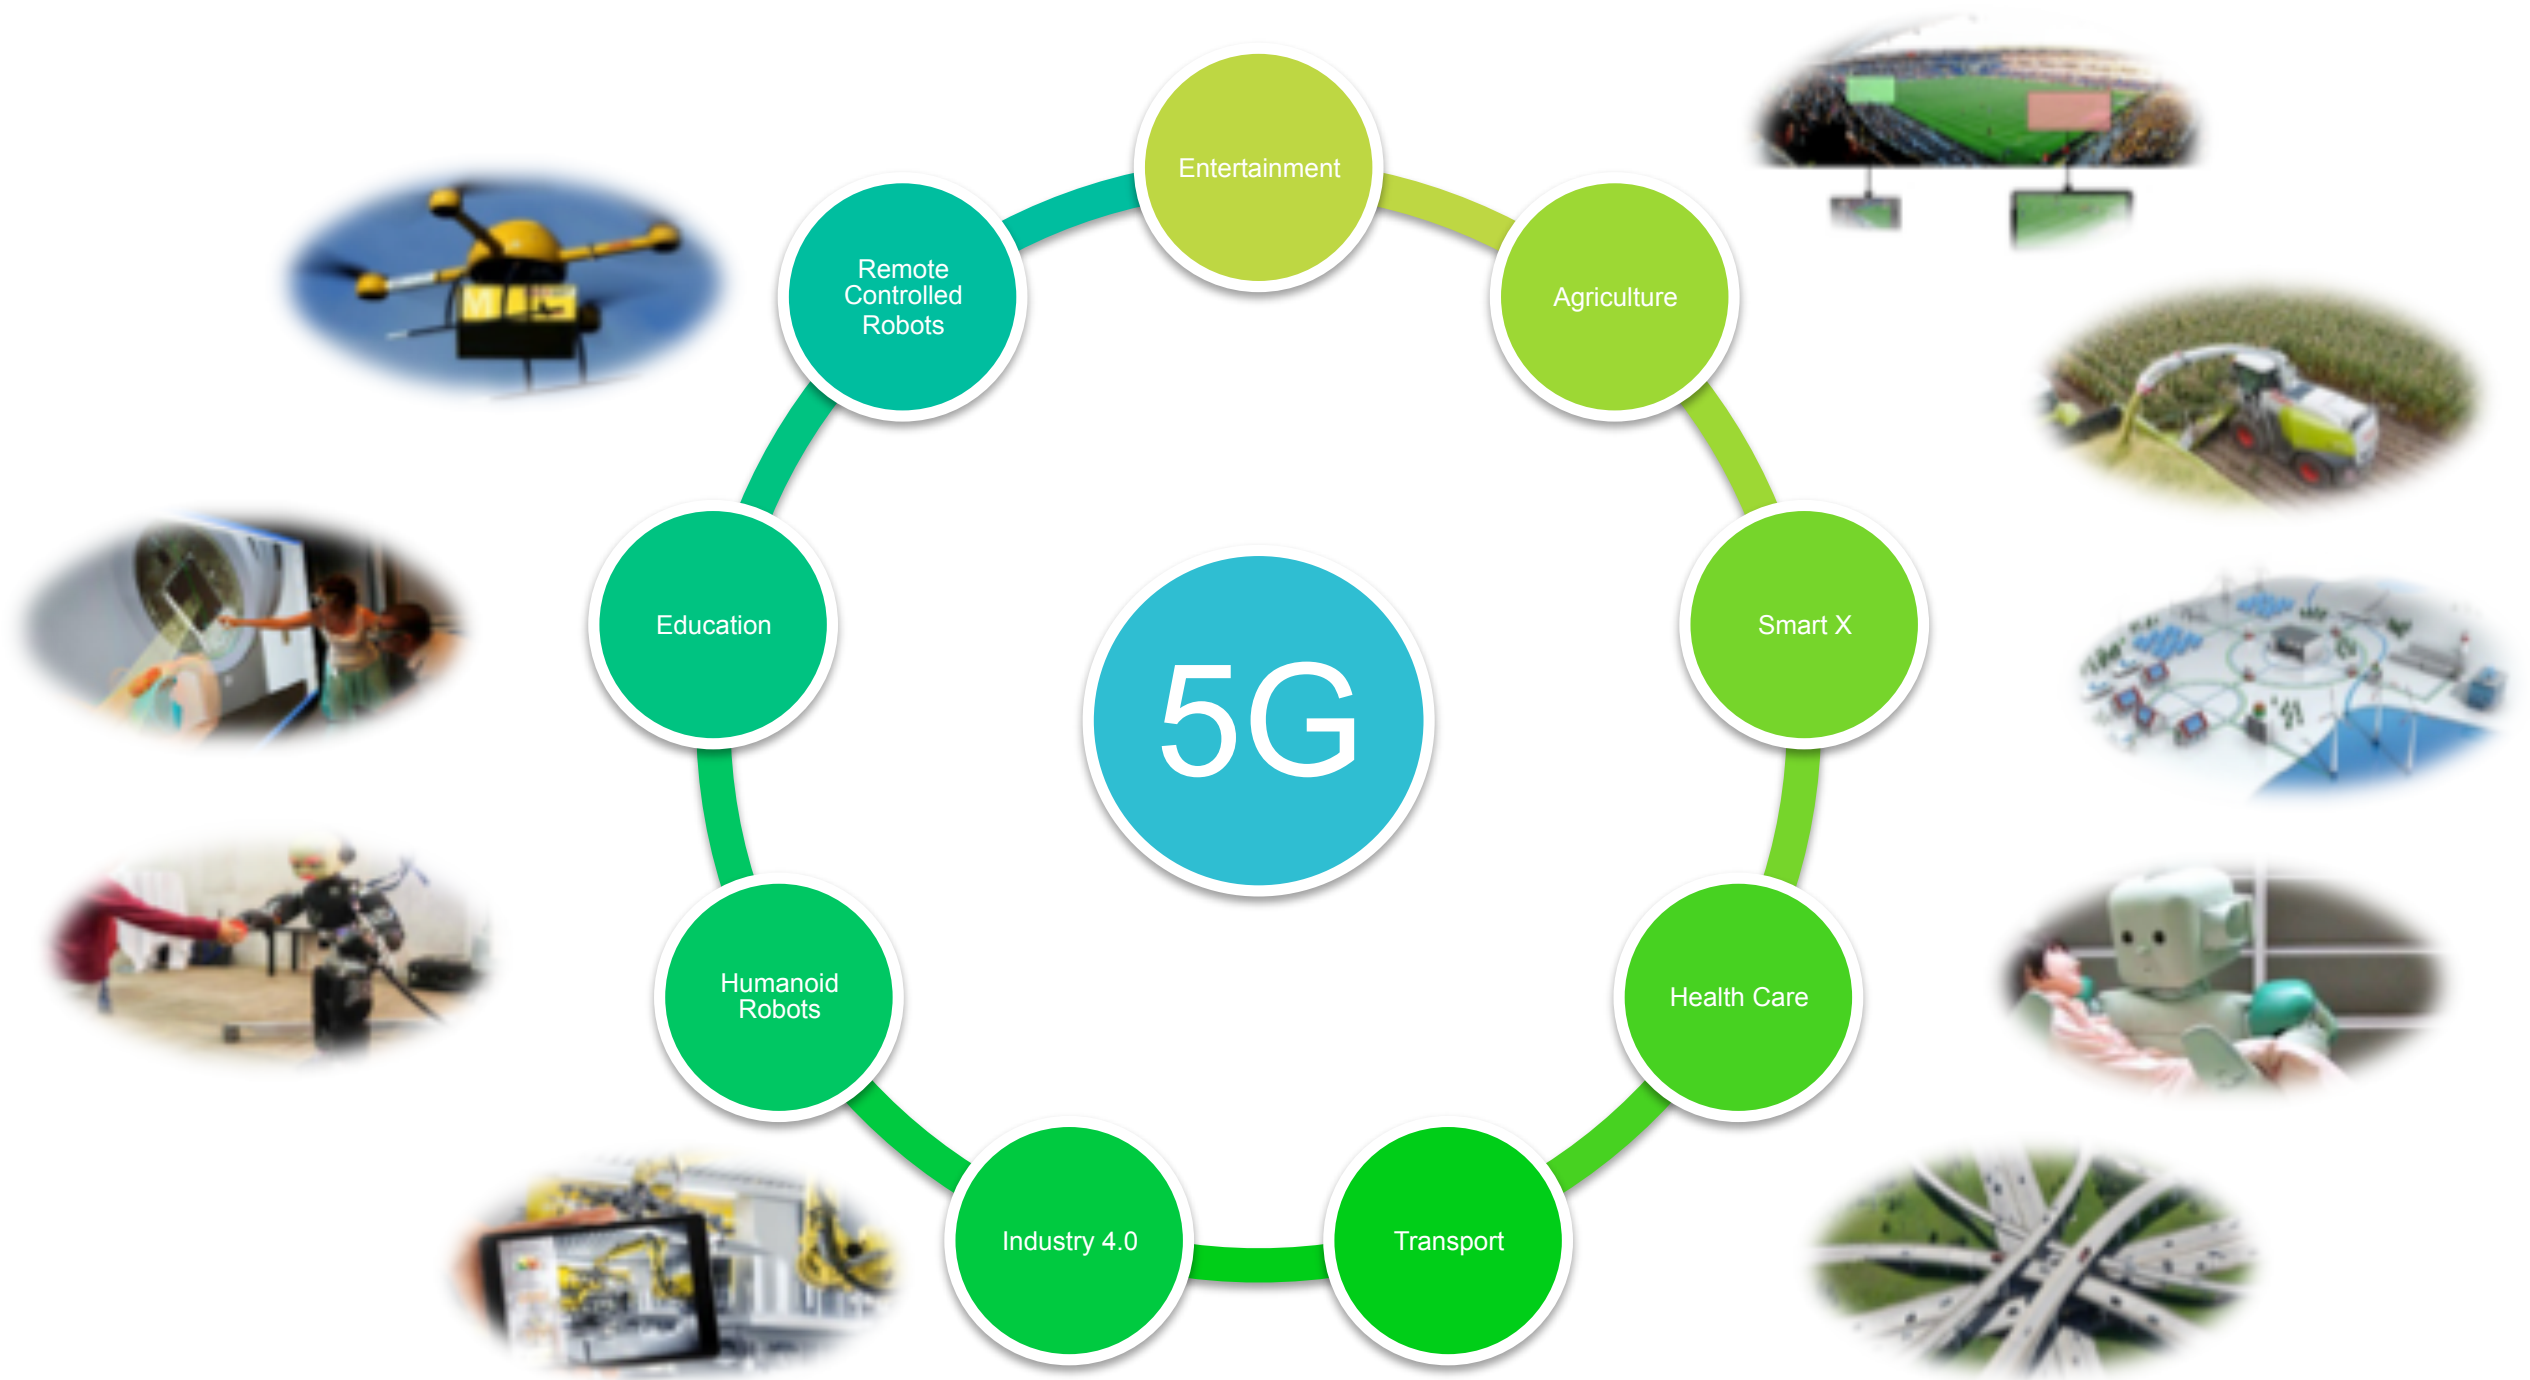 Entertainment
Agriculture
Smart X
Health Care
Transport
Industry 4.0
Humanoid
Robots
Education
Remote
Controlled
Robots
5G